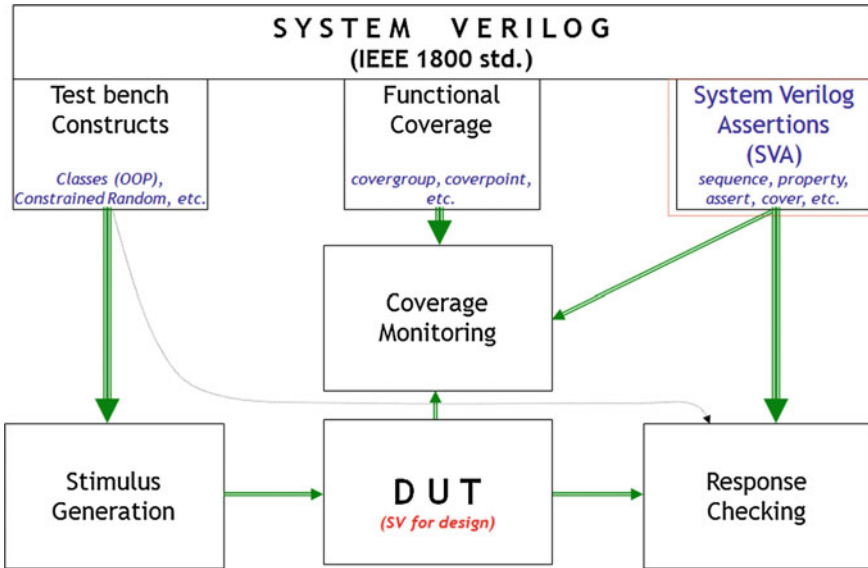 SYSTEM VERILOG
(IEEE 1800 std.)
Test bench
Constructs
Classes (OOP),
Constrained Random, etc.
Functional
Coverage
covergroup, coverpoint,
etc.
System Verilog
Assertions
(SVA)
sequence, property,
assert, cover, etc.
Coverage
Monitoring
Stimulus
Generation
DUT
(SV for design)
Response
Checking